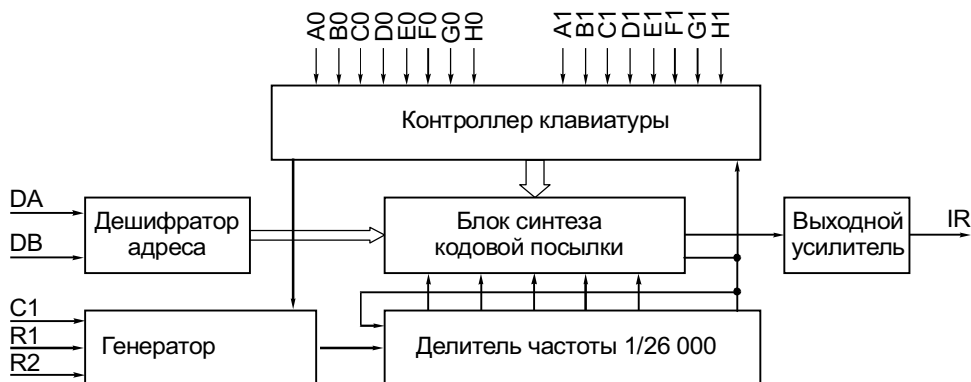 A0 B0 C0 D0 E0 F0 G0 H0 A1 B1 C1 D1 E1 F1 G1 H1
Контроллер клавиатуры
DA
DB
Дешифратор
адреса
Блок синтеза
кодовой посылки
Выходной
усилитель
IR
C1
R1
R2
Генератор
Делитель частоты 1/26 000